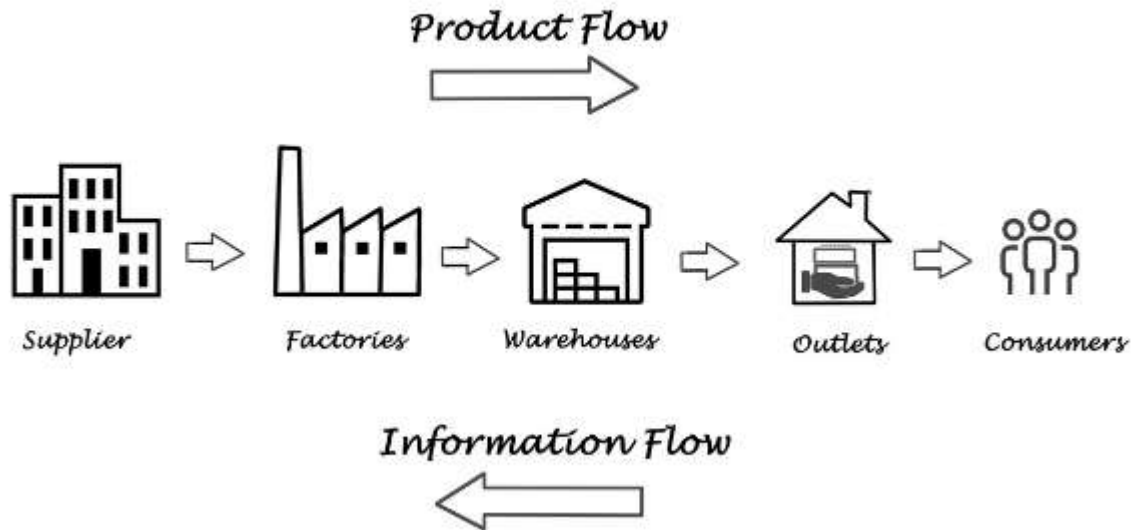 Product Flow
Supplier
Factories
Warehouses
Outlets
Consumers
Information Flow